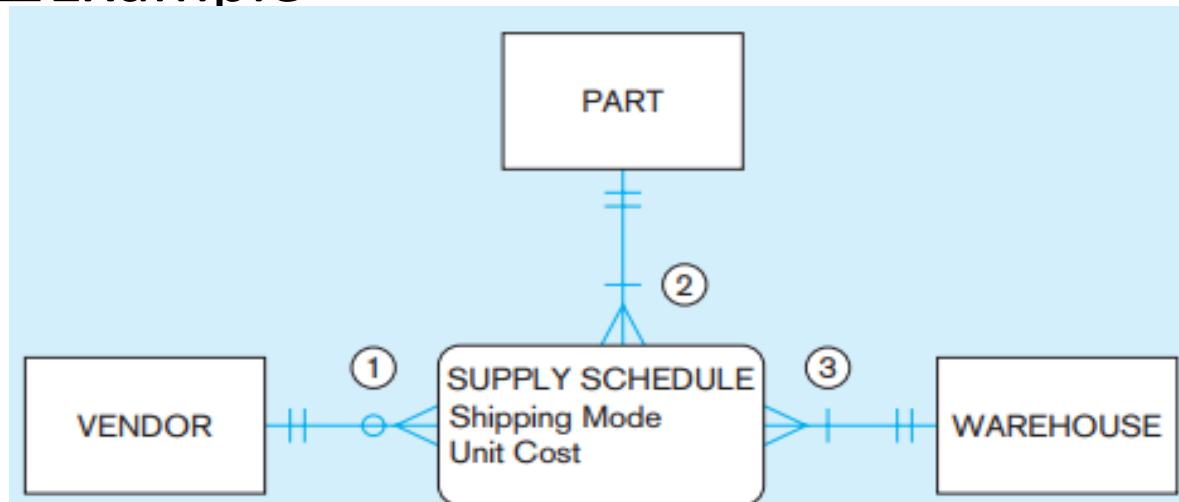 PART
2
1
SUPPLY SCHEDULE
3
VENDOR
Shipping Mode
WAREHOUSE
Unit Cost